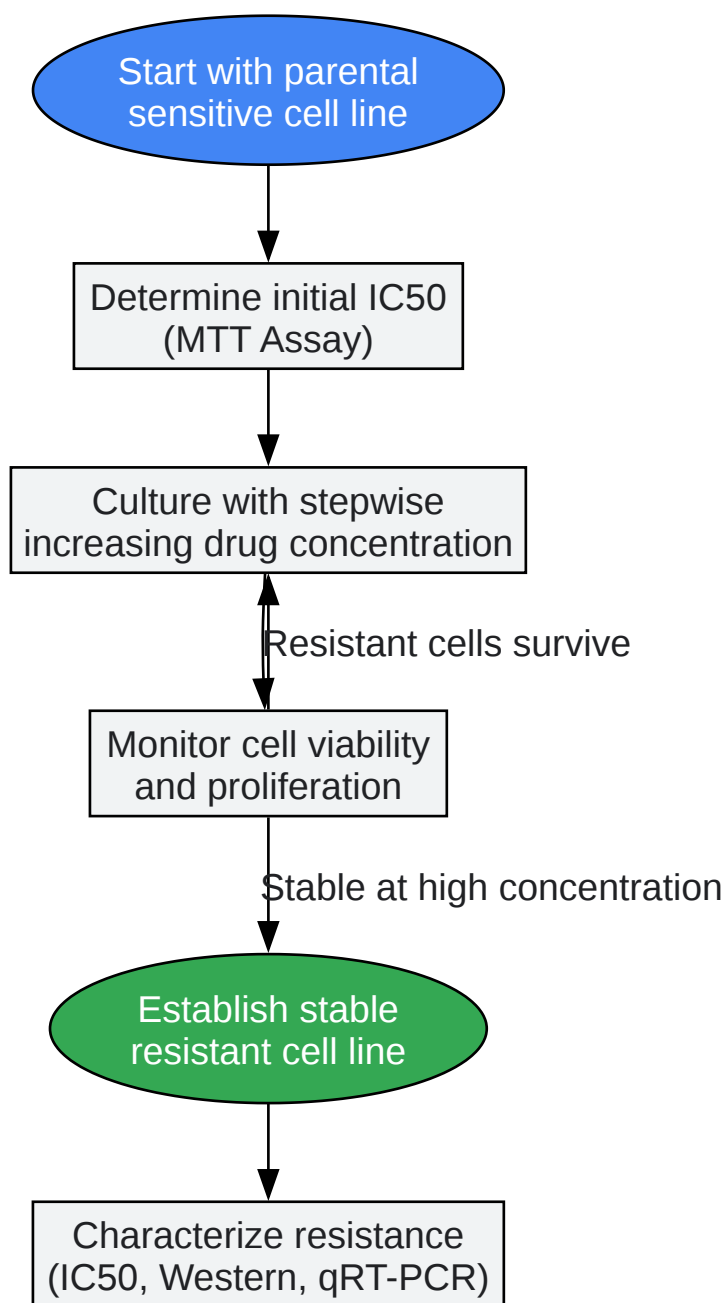 Start with parental
sensitive cell line
Determine initial IC50
(MTT Assay)
Culture with stepwise
increasing drug concentration
Resistant cells survive
Monitor cell viability
and proliferation
Stable at high concentration
Establish stable
resistant cell line
Characterize resistance
(IC50, Western, qRT-PCR)